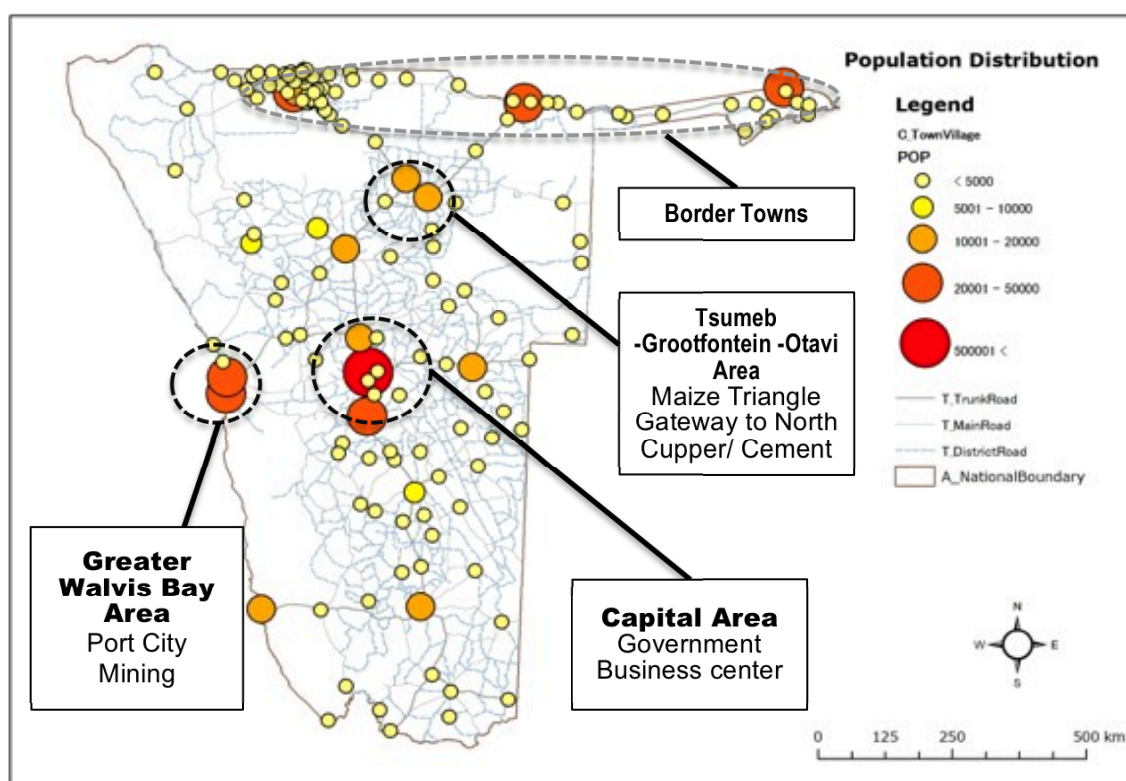 Population Distribution
Legend
C_TownVillage
POP
< 5000
5001 - 10000
10001 - 20000
20001 - 50000
500001 <
T_TrunkRoad
T_MainRoad
T_DistrictRoad
A_NationalBoundary
Border Towns
Tsumeb
-Grootfontein -Otavi
Area
Maize Triangle
Gateway to North
Cupper/ Cement
Greater
Walvis Bay
Area
Port City
Mining
Capital Area
Government
Business center
N
W E
S
0 125 250 500 km